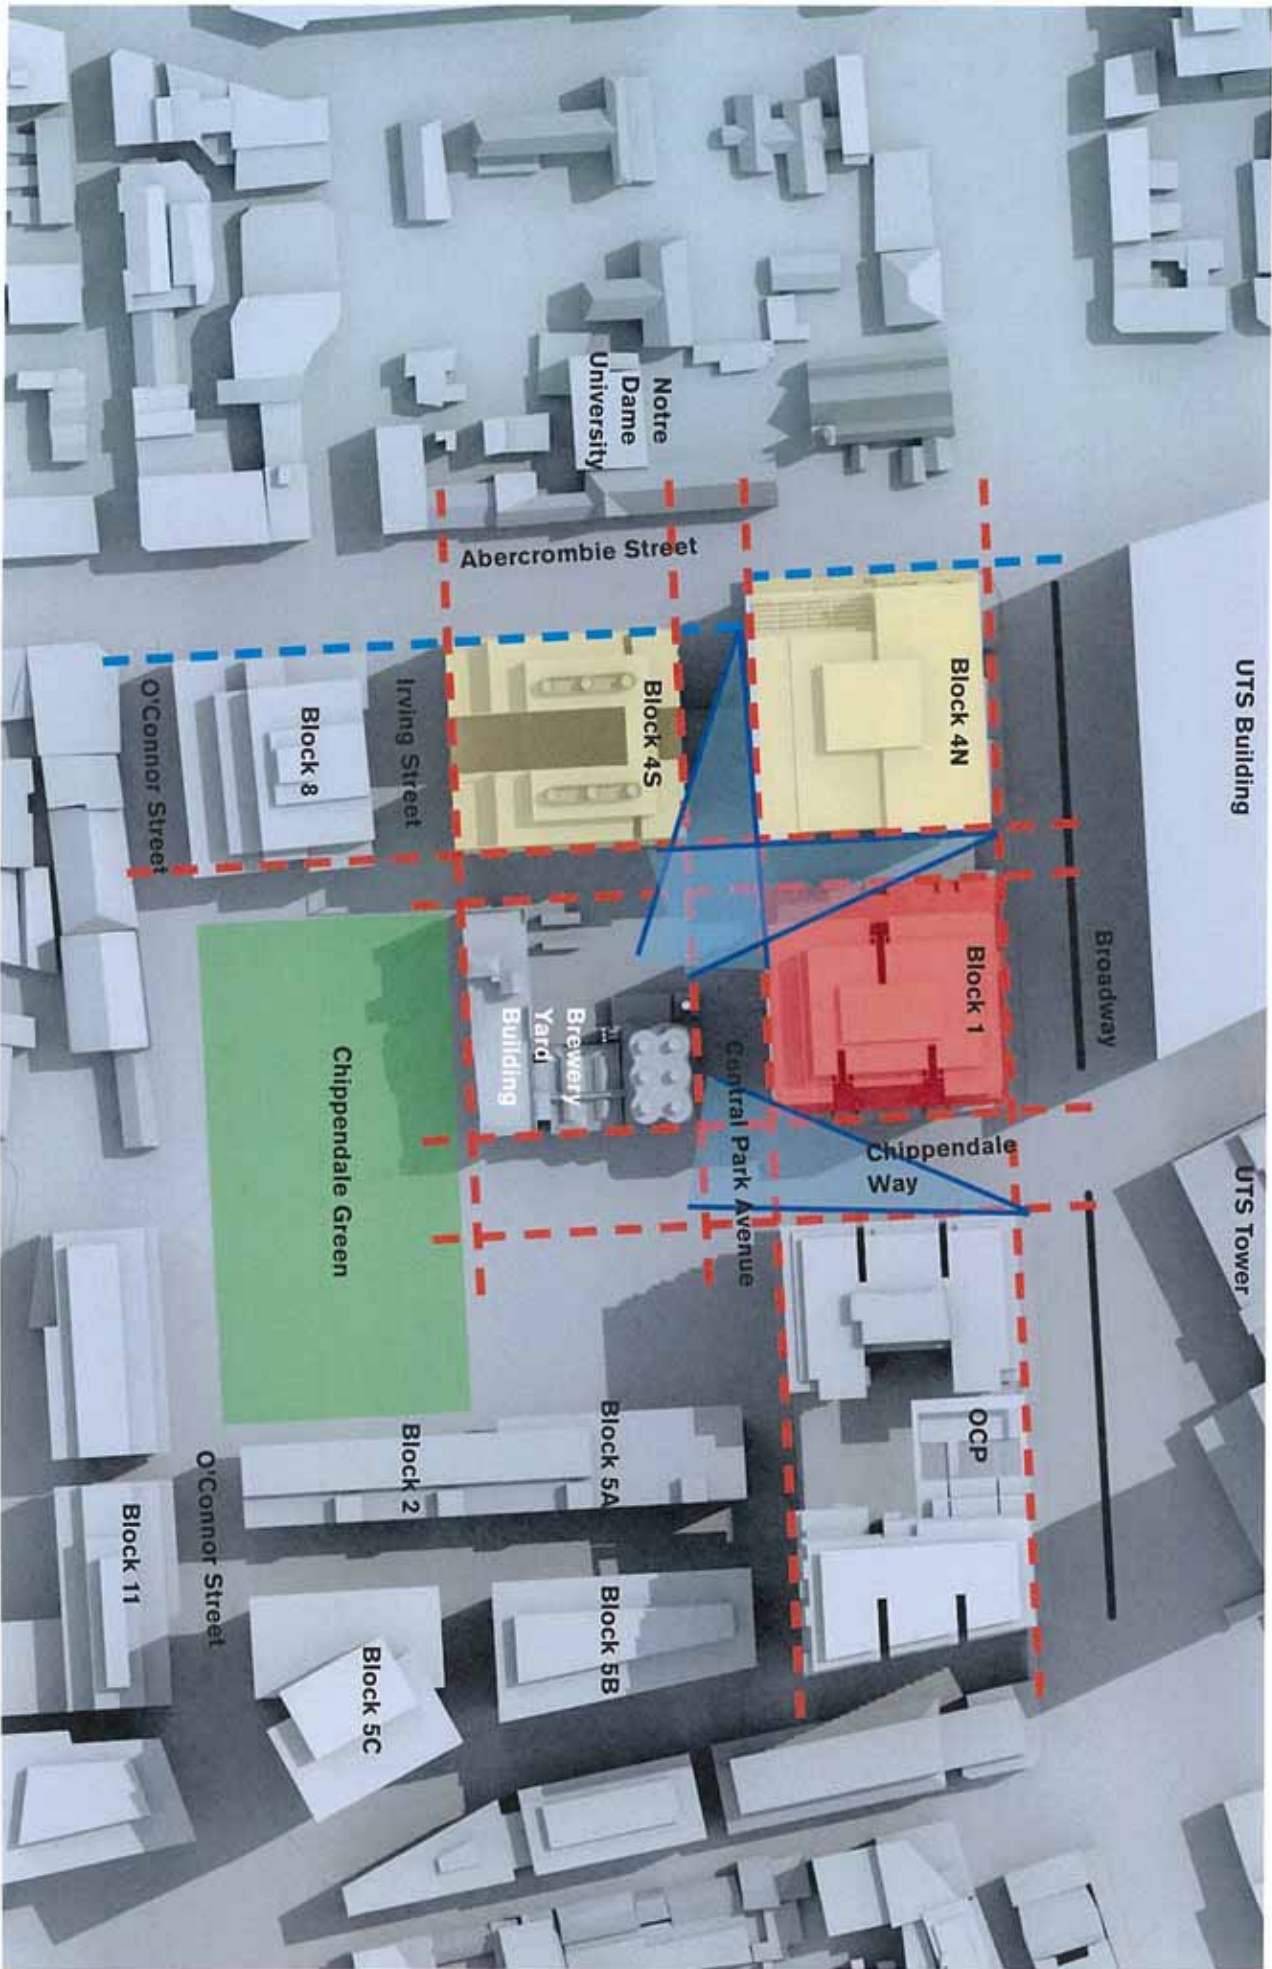 Notre
Dame
University
Abercrombie Street
UTS Building
Block 4N
Block 4S
Irving Street
Block 8
O'Connor Street
Broadway
Block 1
Brewery
Yard
Building
Central Park Avenue
Chippendale
Way
Chippendale Green
UTS Tower
OCP
Block 5A
Block 2
O'Connor Street
Block 11
Block 5B
Block 5C